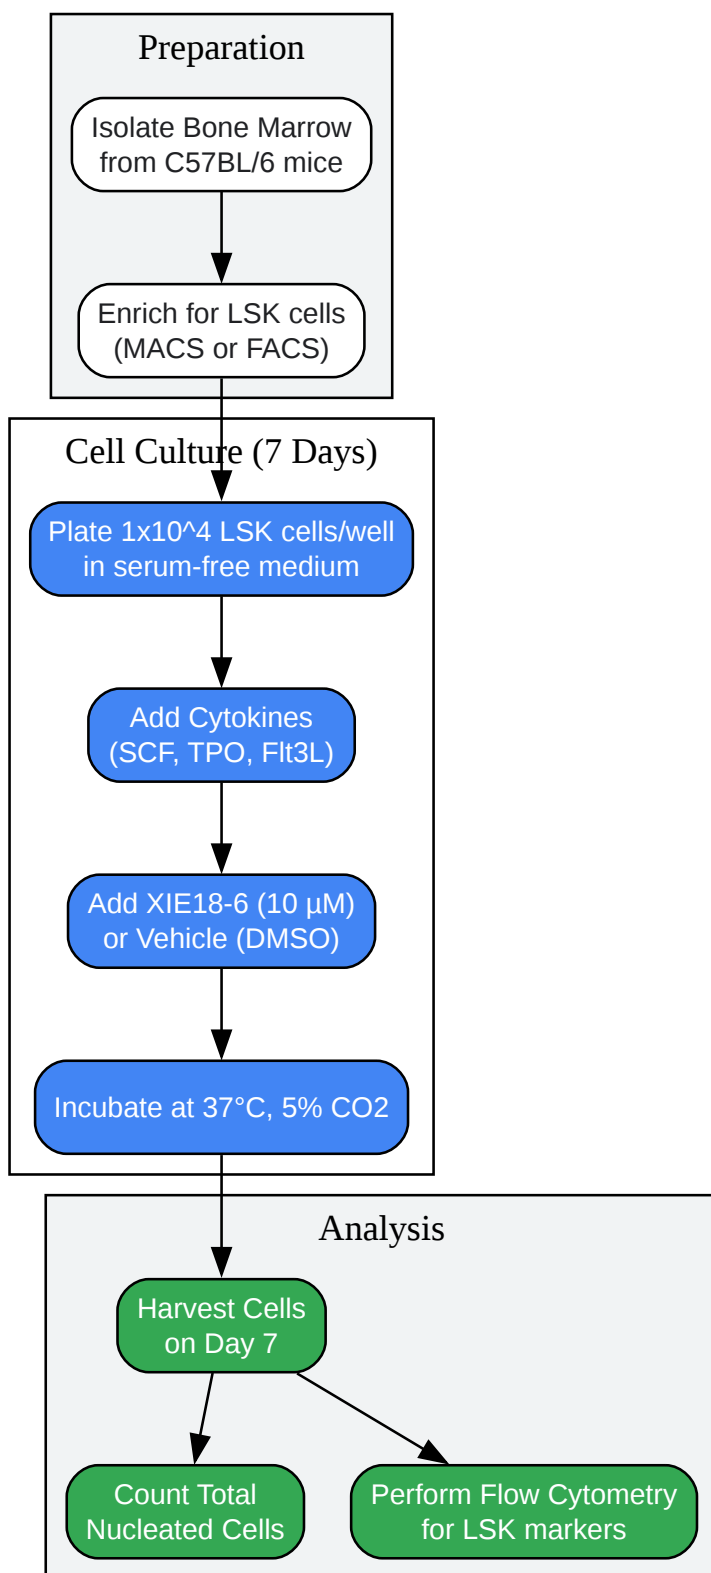 Preparation
Isolate Bone Marrow
from C57BL/6 mice
Enrich for LSK cells
(MACS or FACS)
Cell Culture (7 Days)
Plate 1x10^4 LSK cells/well
in serum-free medium
Add Cytokines
(SCF, TPO, Flt3L)
Add XIE18-6 (10 µM)
or Vehicle (DMSO)
Incubate at 37°C, 5% CO2
Analysis
Harvest Cells
on Day 7
Count Total
Nucleated Cells
Perform Flow Cytometry
for LSK markers